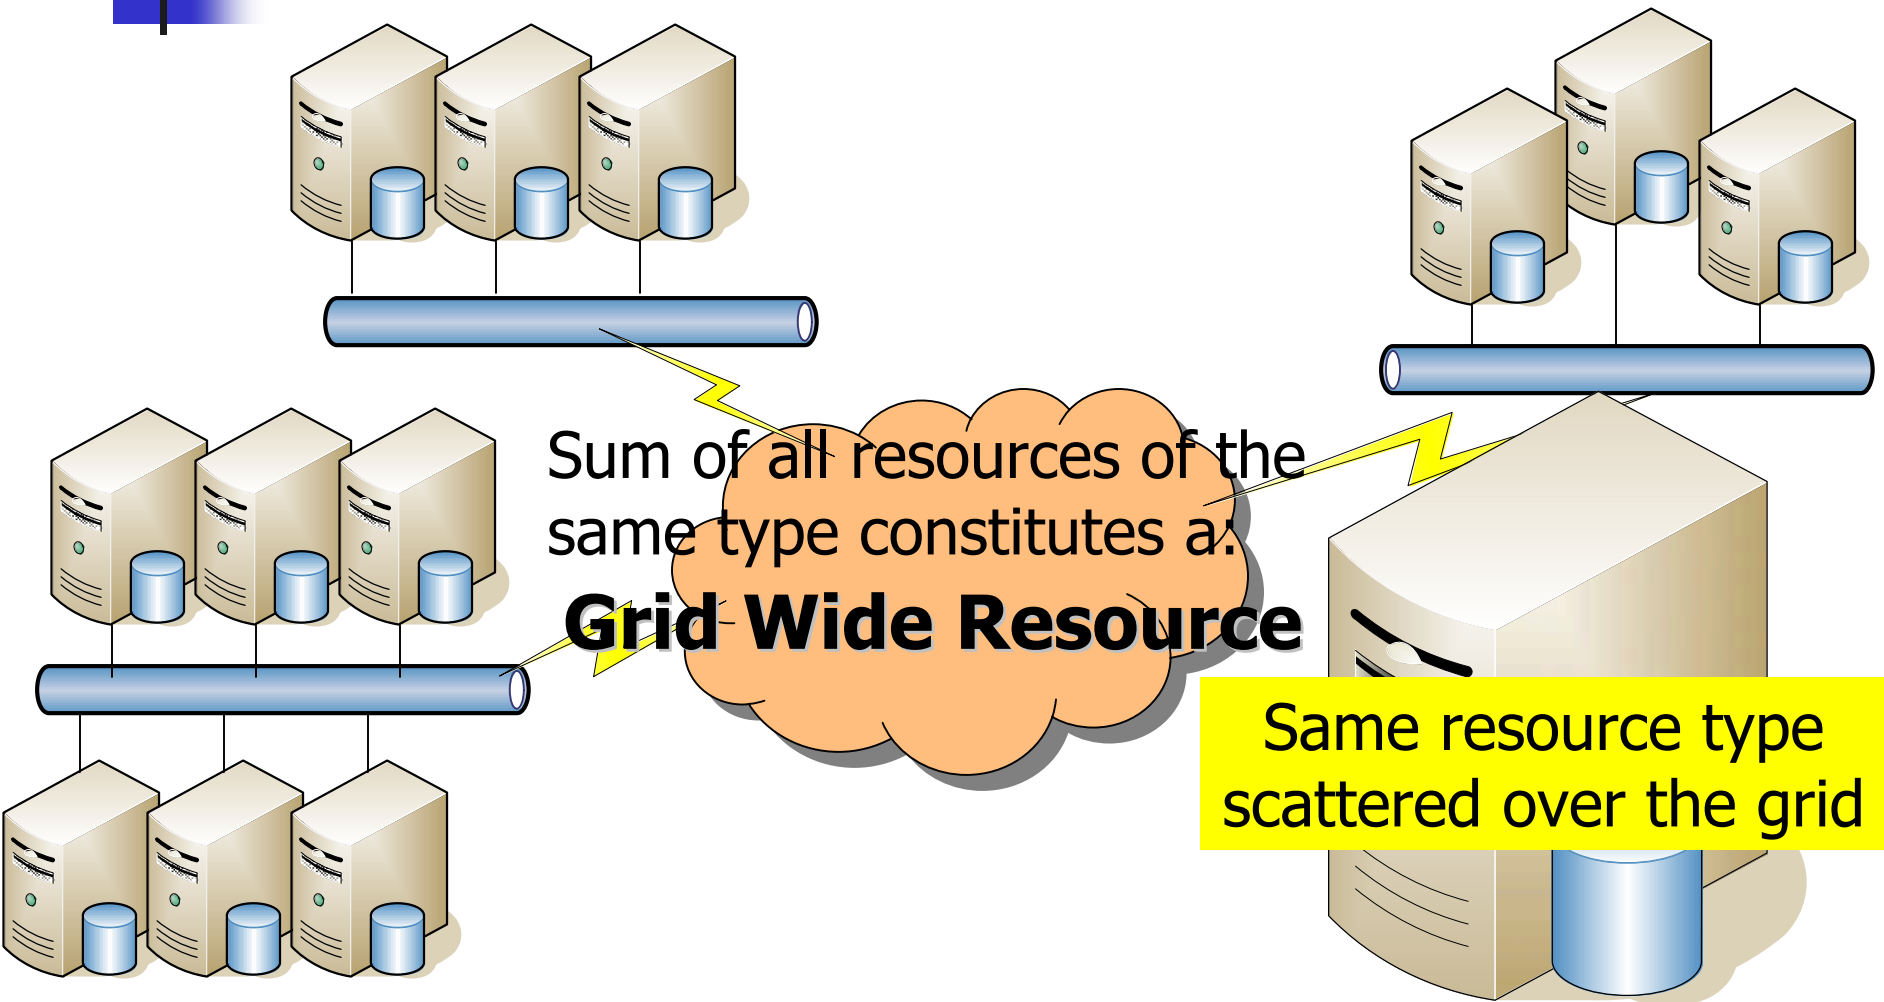 Sum of all resources of the
same type constitutes a:
Grid Wide Resource
Same resource type
scattered over the grid